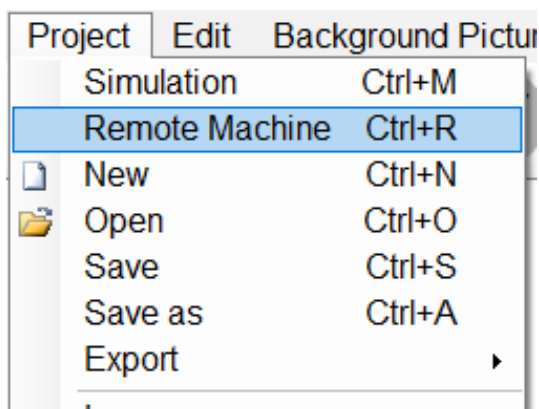 Project Edit Background Pictur
Simulation Ctrl+M
Remote Machine Ctrl+R
New Ctrl+N
Open Ctrl+O
Save Ctrl+S
Save as Ctrl+A
Export